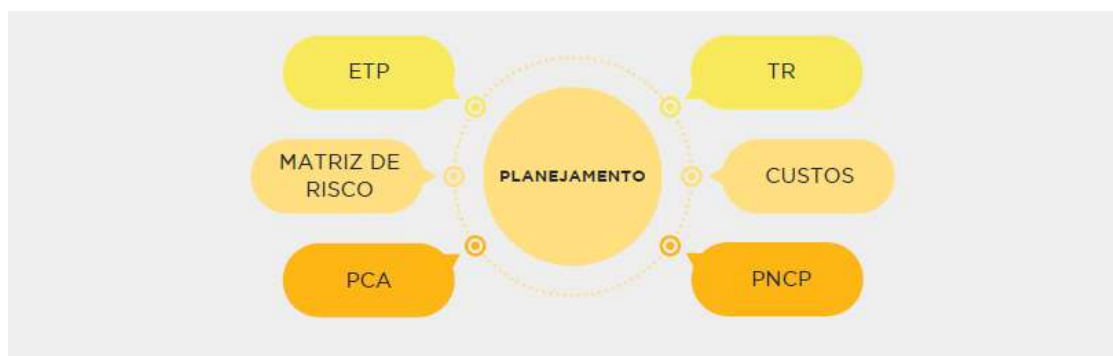 ETP
TR
MATRIZ DE
RISCO
PLANEJAMENTO
CUSTOS
PCA
PNCP